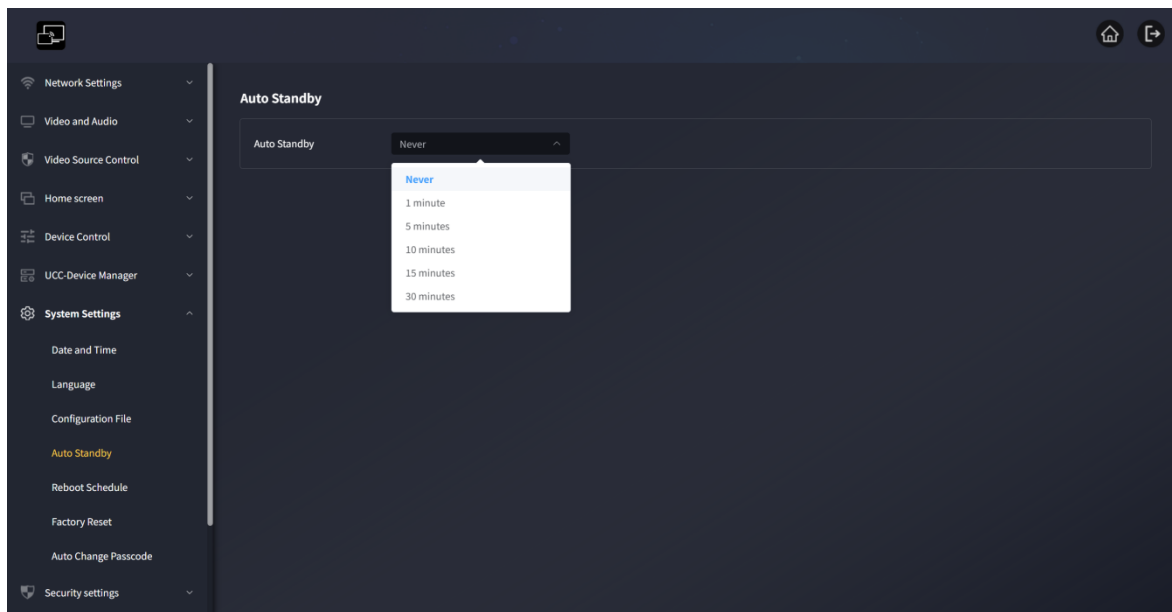 Network Settings
Video and Audio
Video Source Control
Home screen
Device Control
UCC-Device Manager
System Settings
Date and Time
Language
Configuration File
Auto Standby
Reboot Schedule
Factory Reset
Auto Change Passcode
Security settings
Auto Standby
Auto Standby
Never
Never
1 minute
5 minutes
10 minutes
15 minutes
30 minutes